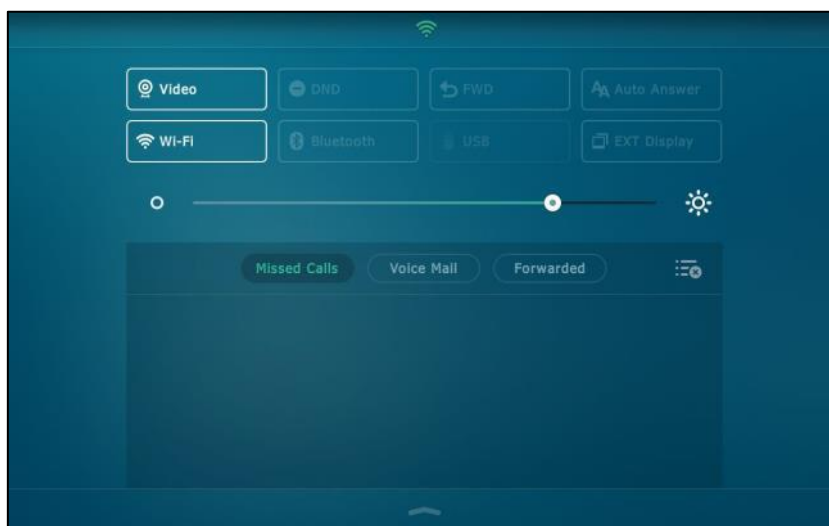 Video DND FWD Auto Answer
Wi-Fi Bluetooth USB EXT Display
Missed Calls Voice Mail Forwarded